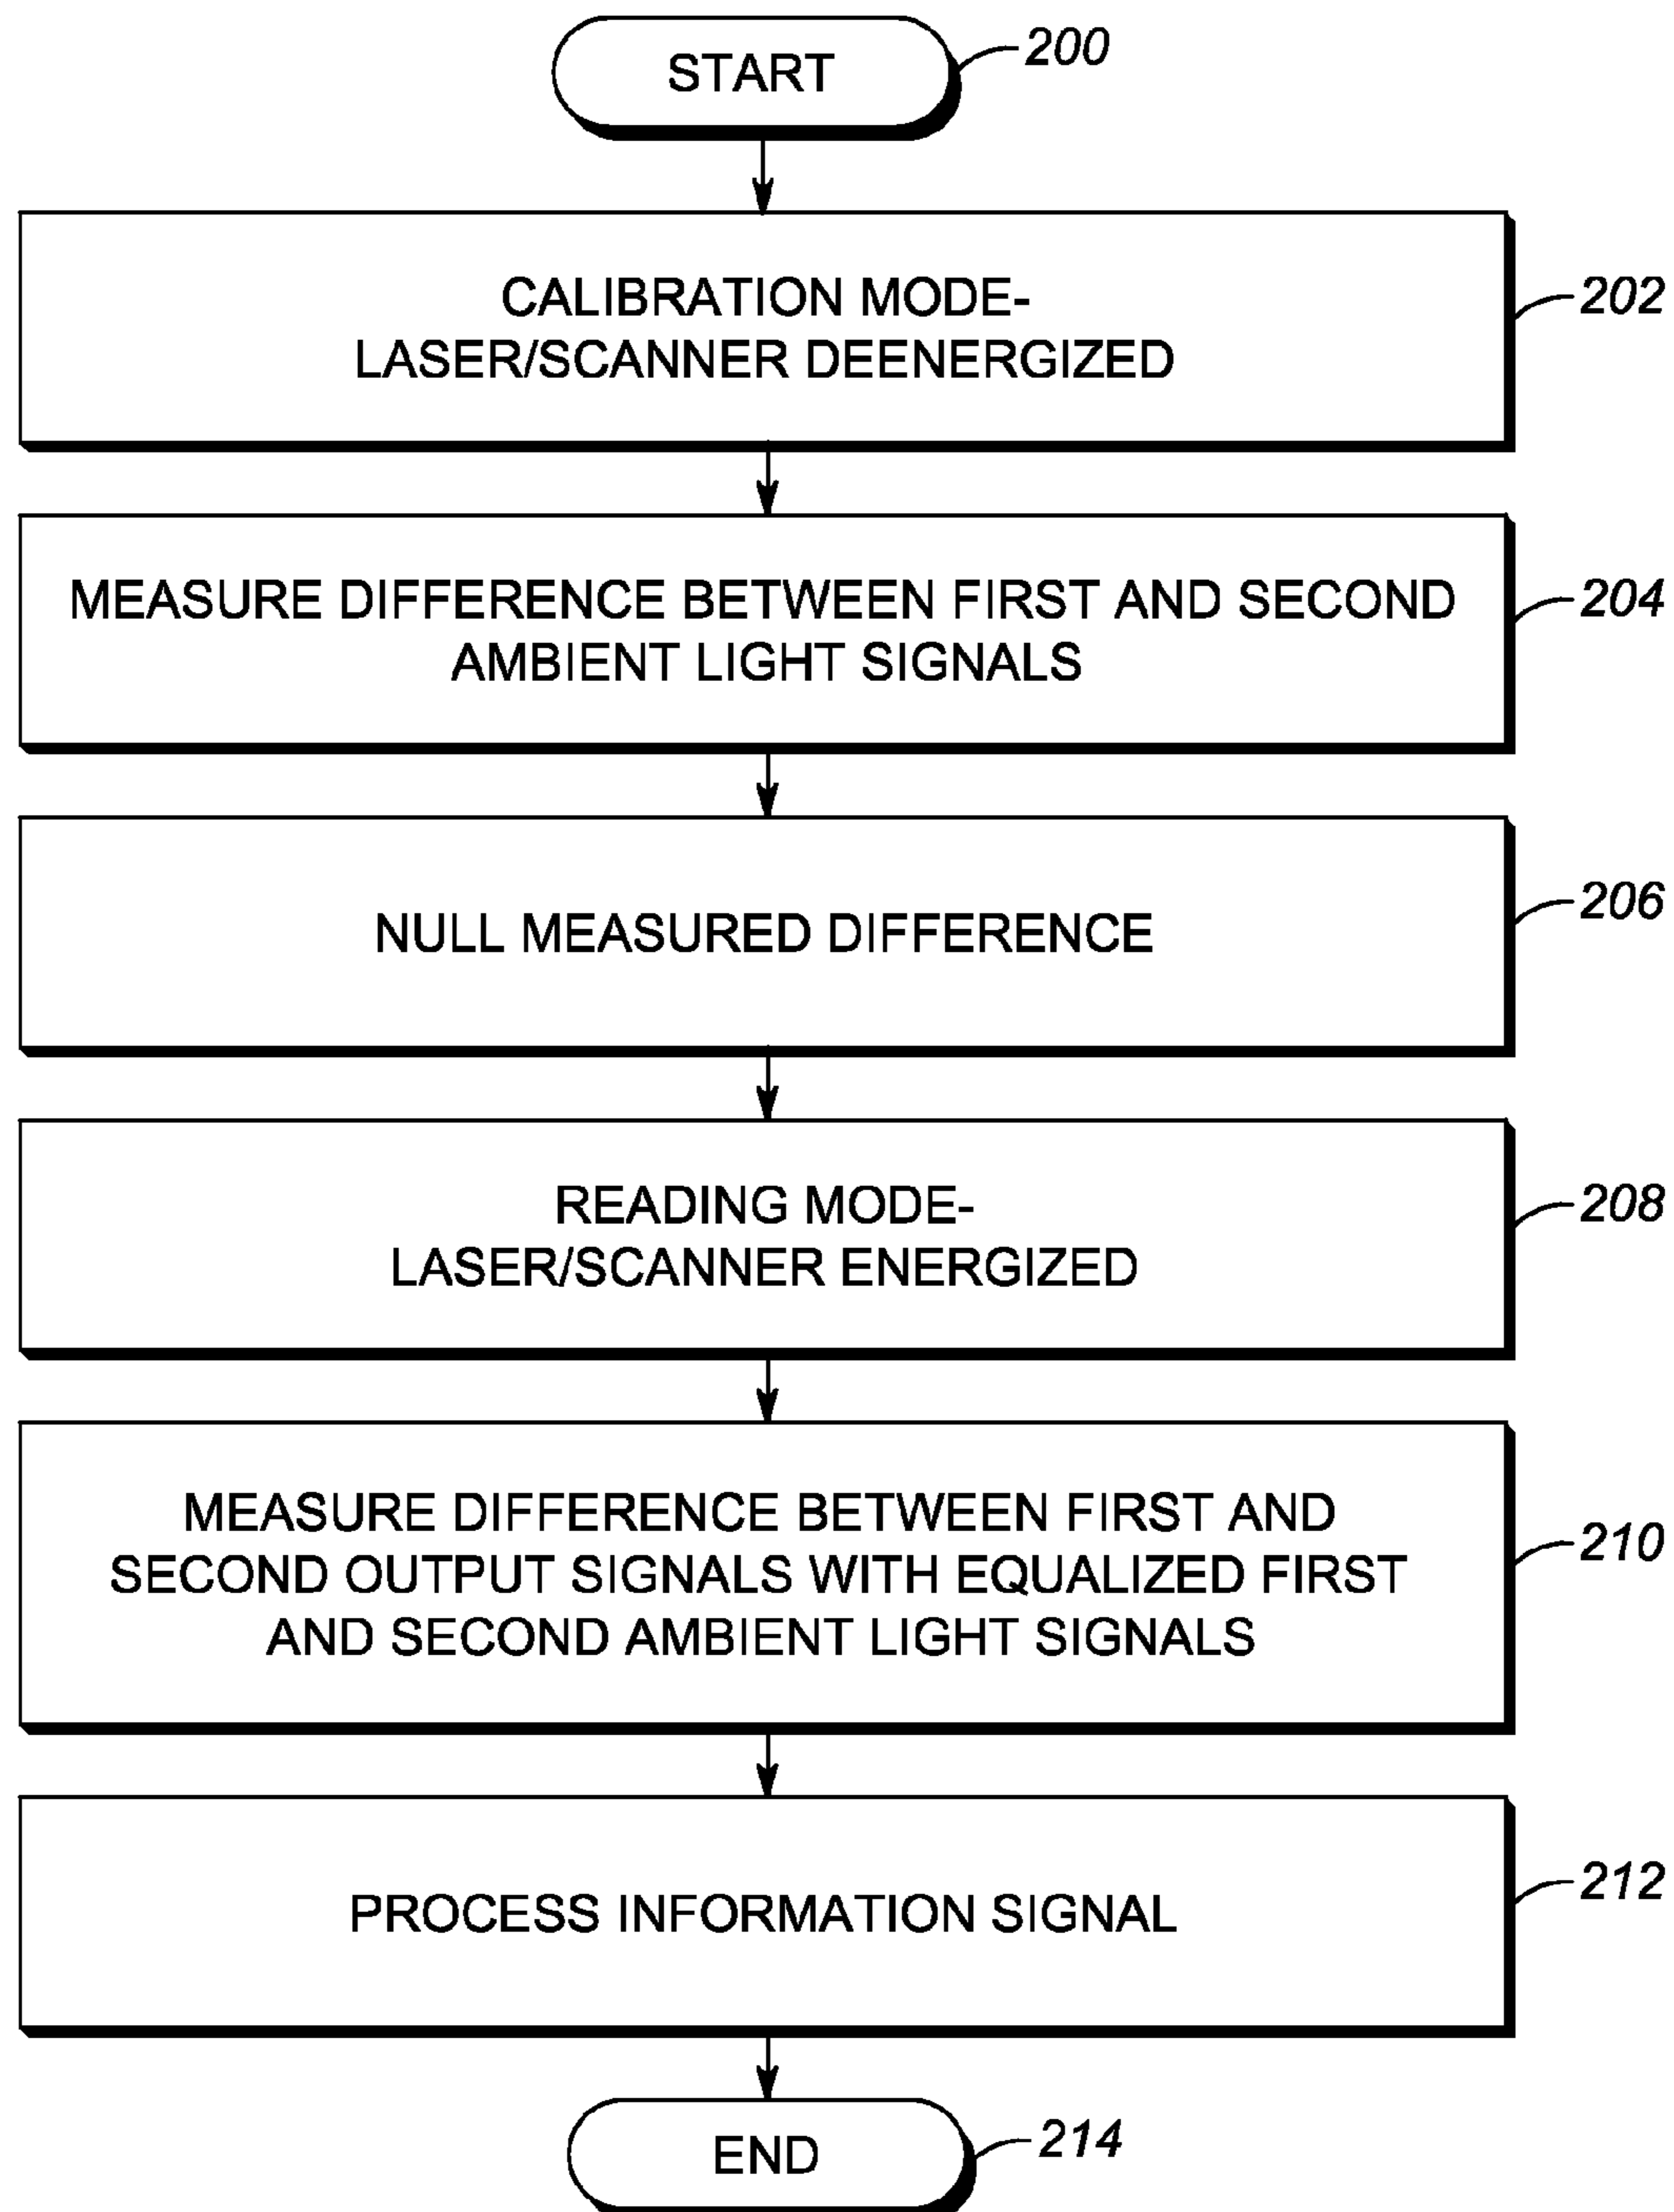 START
200
CALIBRATION MODE-
LASER/SCANNER DEENERGIZED
202
MEASURE DIFFERENCE BETWEEN FIRST AND SECOND
AMBIENT LIGHT SIGNALS
204
NULL MEASURED DIFFERENCE
206
READING MODE-
LASER/SCANNER ENERGIZED
208
MEASURE DIFFERENCE BETWEEN FIRST AND
SECOND OUTPUT SIGNALS WITH EQUALIZED FIRST
AND SECOND AMBIENT LIGHT SIGNALS
210
PROCESS INFORMATION SIGNAL
212
END
214